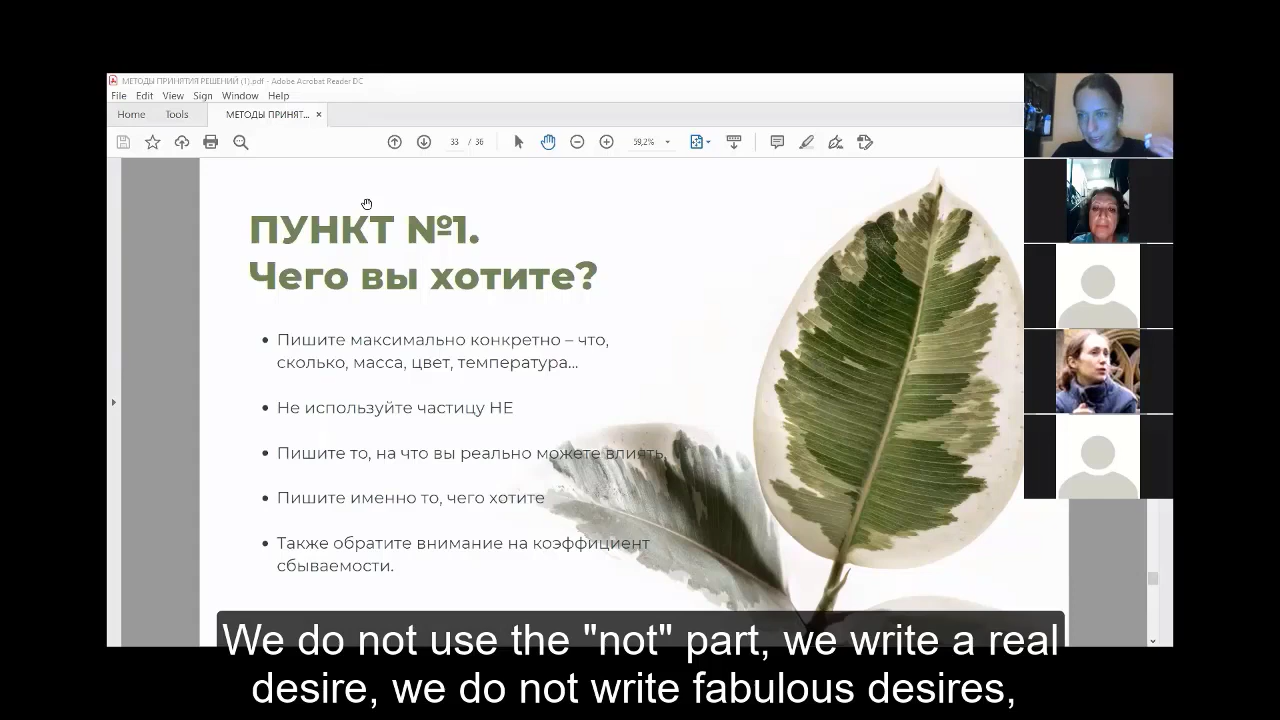 МЕТОДЫ ПРИНЯТИЯ РЕШЕНИЙ (1).pdf - Adobe Acrobat Reader DC
File Edit View Sign Window Help
Home Tools МЕТОДЫ ПРИНЯТ... ×
33 / 36 59,2%
ПУНКТ №1.
Чего вы хотите?
• Пишите максимально конкретно – что,
сколько, масса, цвет, температура...
• Не используйте частицу НЕ
• Пишите то, на что вы реально можете влиять,
• Пишите именно то, чего хотите
• Также обратите внимание на коэффициент
сбываемости.
We do not use the "not" part, we write a real
desire, we do not write fabulous desires,